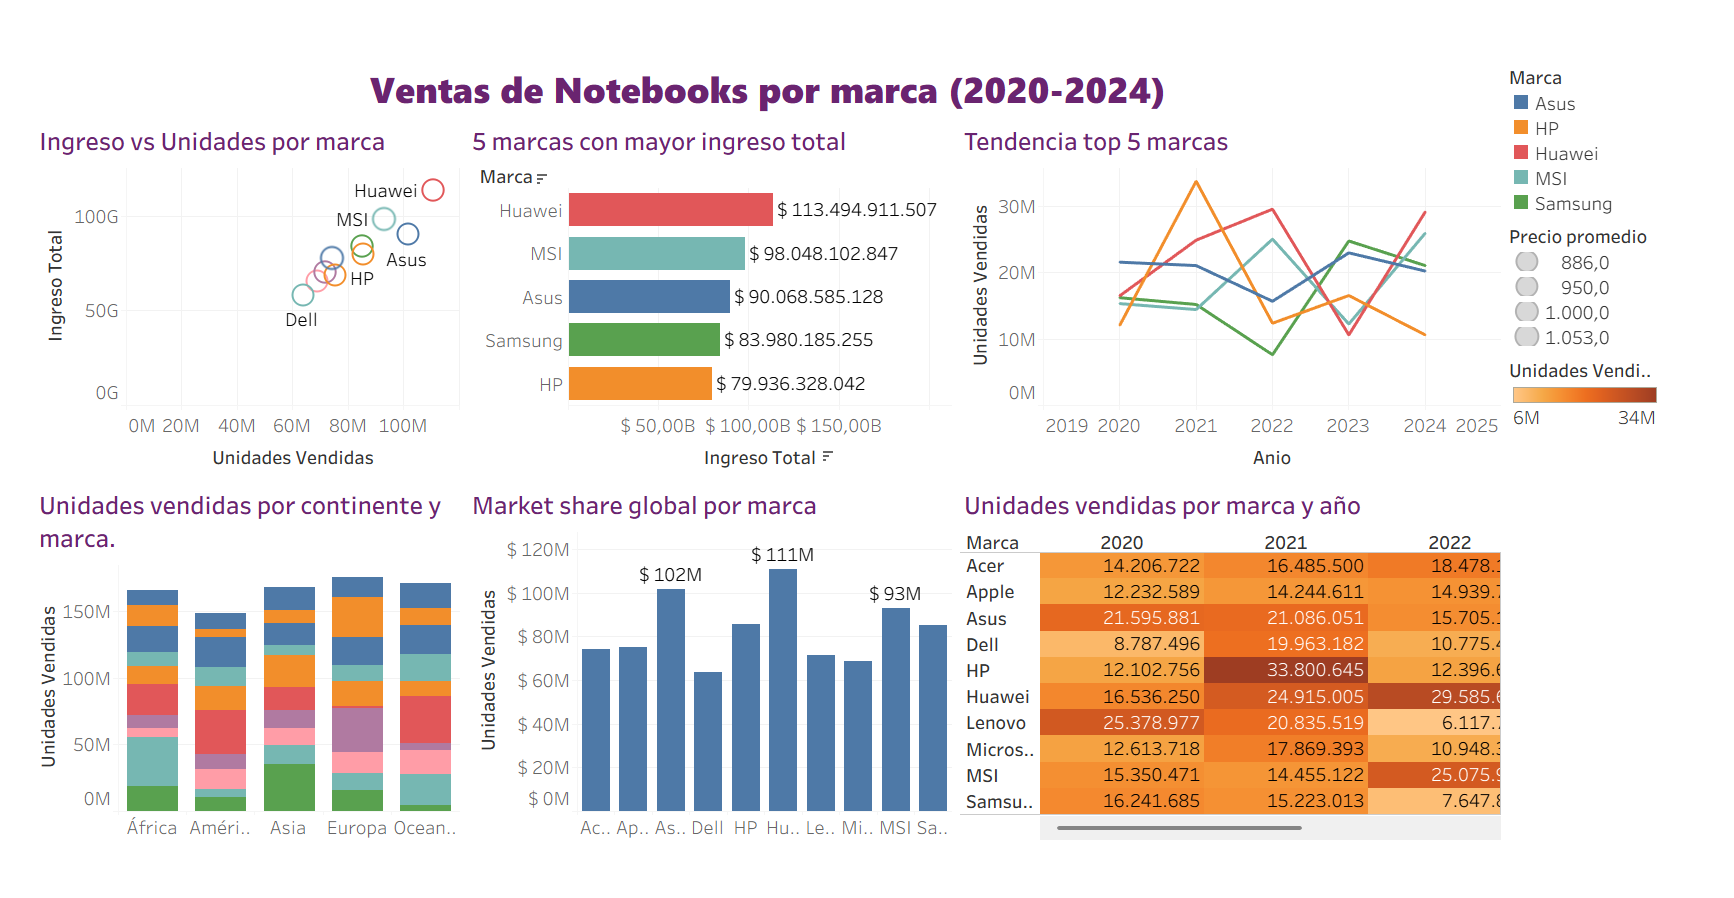 Ventas de Notebooks por marca (2020-2024)
Ingreso vs Unidades por marca
Ingreso Total
100G
50G
0G
Huawei
MSI
Asus
HP
Dell
0M 20M 40M 60M 80M 100M
Unidades Vendidas
5 marcas con mayor ingreso total
Marca
Huawei $ 113.494.911.507
MSI $ 98.048.102.847
Asus $ 90.068.585.128
Samsung $ 83.980.185.255
HP $ 79.936.328.042
$ 50,00B $ 100,00B $ 150,00B
Ingreso Total
Tendencia top 5 marcas
Unidades Vendidas
30M
20M
10M
0M
2019 2020 2021 2022 2023 2024 2025
Anio
Marca
Asus
HP
Huawei
MSI
Samsung
Precio promedio
886,0
950,0
1.000,0
1.053,0
Unidades Vendi..
6M 34M
Unidades vendidas por continente y
marca.
Unidades Vendidas
150M
100M
50M
0M
África Améri.. Asia Europa Ocean..
Market share global por marca
Unidades Vendidas
$ 120M
$ 100M
$ 80M
$ 60M
$ 40M
$ 20M
$ 0M
$ 102M
$ 111M
$ 93M
Ac.. Ap.. As.. Dell HP Hu.. Le.. Mi.. MSI Sa..
Unidades vendidas por marca y año
Marca 2020 2021 2022
Acer 14.206.722 16.485.500 18.478.1
Apple 12.232.589 14.244.611 14.939.7
Asus 21.595.881 21.086.051 15.705.1
Dell 8.787.496 19.963.182 10.775.4
HP 12.102.756 33.800.645 12.396.6
Huawei 16.536.250 24.915.005 29.585.6
Lenovo 25.378.977 20.835.519 6.117.7
Micros.. 12.613.718 17.869.393 10.948.3
MSI 15.350.471 14.455.122 25.075.9
Samsu.. 16.241.685 15.223.013 7.647.8